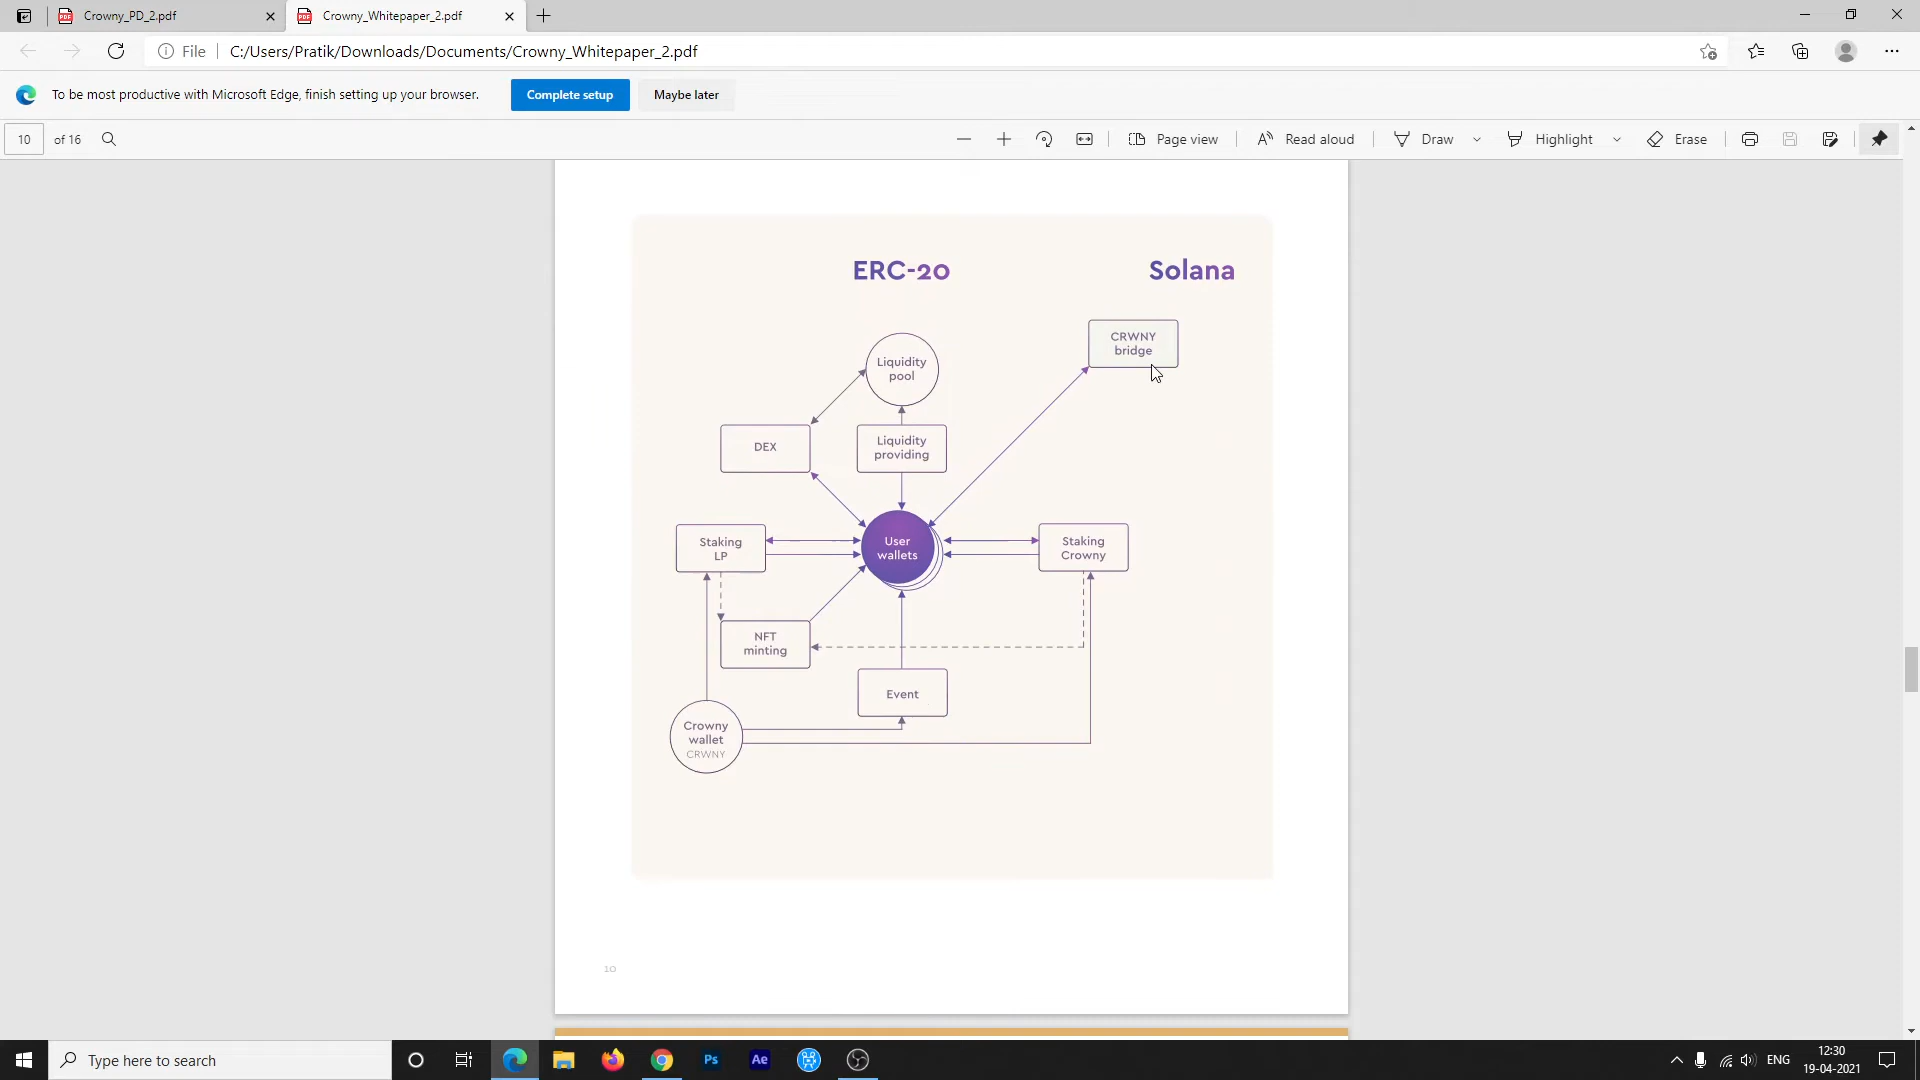 Crowny_PD_2.pdf
Crowny_Whitepaper_2.pdf
File
C:/Users/Pratik/Downloads/Documents/Crowny_Whitepaper_2.pdf
To be most productive with Microsoft Edge, finish setting up your browser.
Complete setup
Maybe later
10 of 16
Page view
Read aloud
Draw
Highlight
Erase
ERC-20
Solana
CRWNY
bridge
Liquidity
pool
DEX
Liquidity
providing
Staking
LP
User
wallets
Staking
Crowny
NFT
minting
Event
Crowny
wallet
CRWNY
10
Type here to search
Ps
Ae
ENG
12:30
19-04-2021